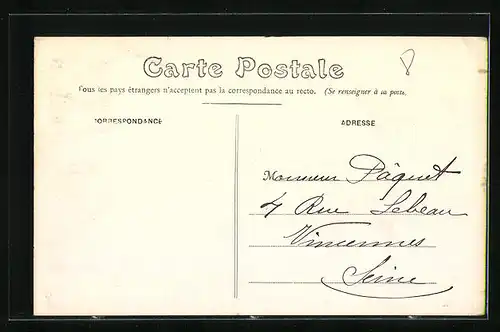 Carte Postale
Tous les pays étrangers n'acceptent pas la correspondance au recto. (Se renseigner à la poste.
CORRESPONDANCE
ADRESSE
Monsieur Pâquet
4 Rue Lebeau
Vincennes
Seine